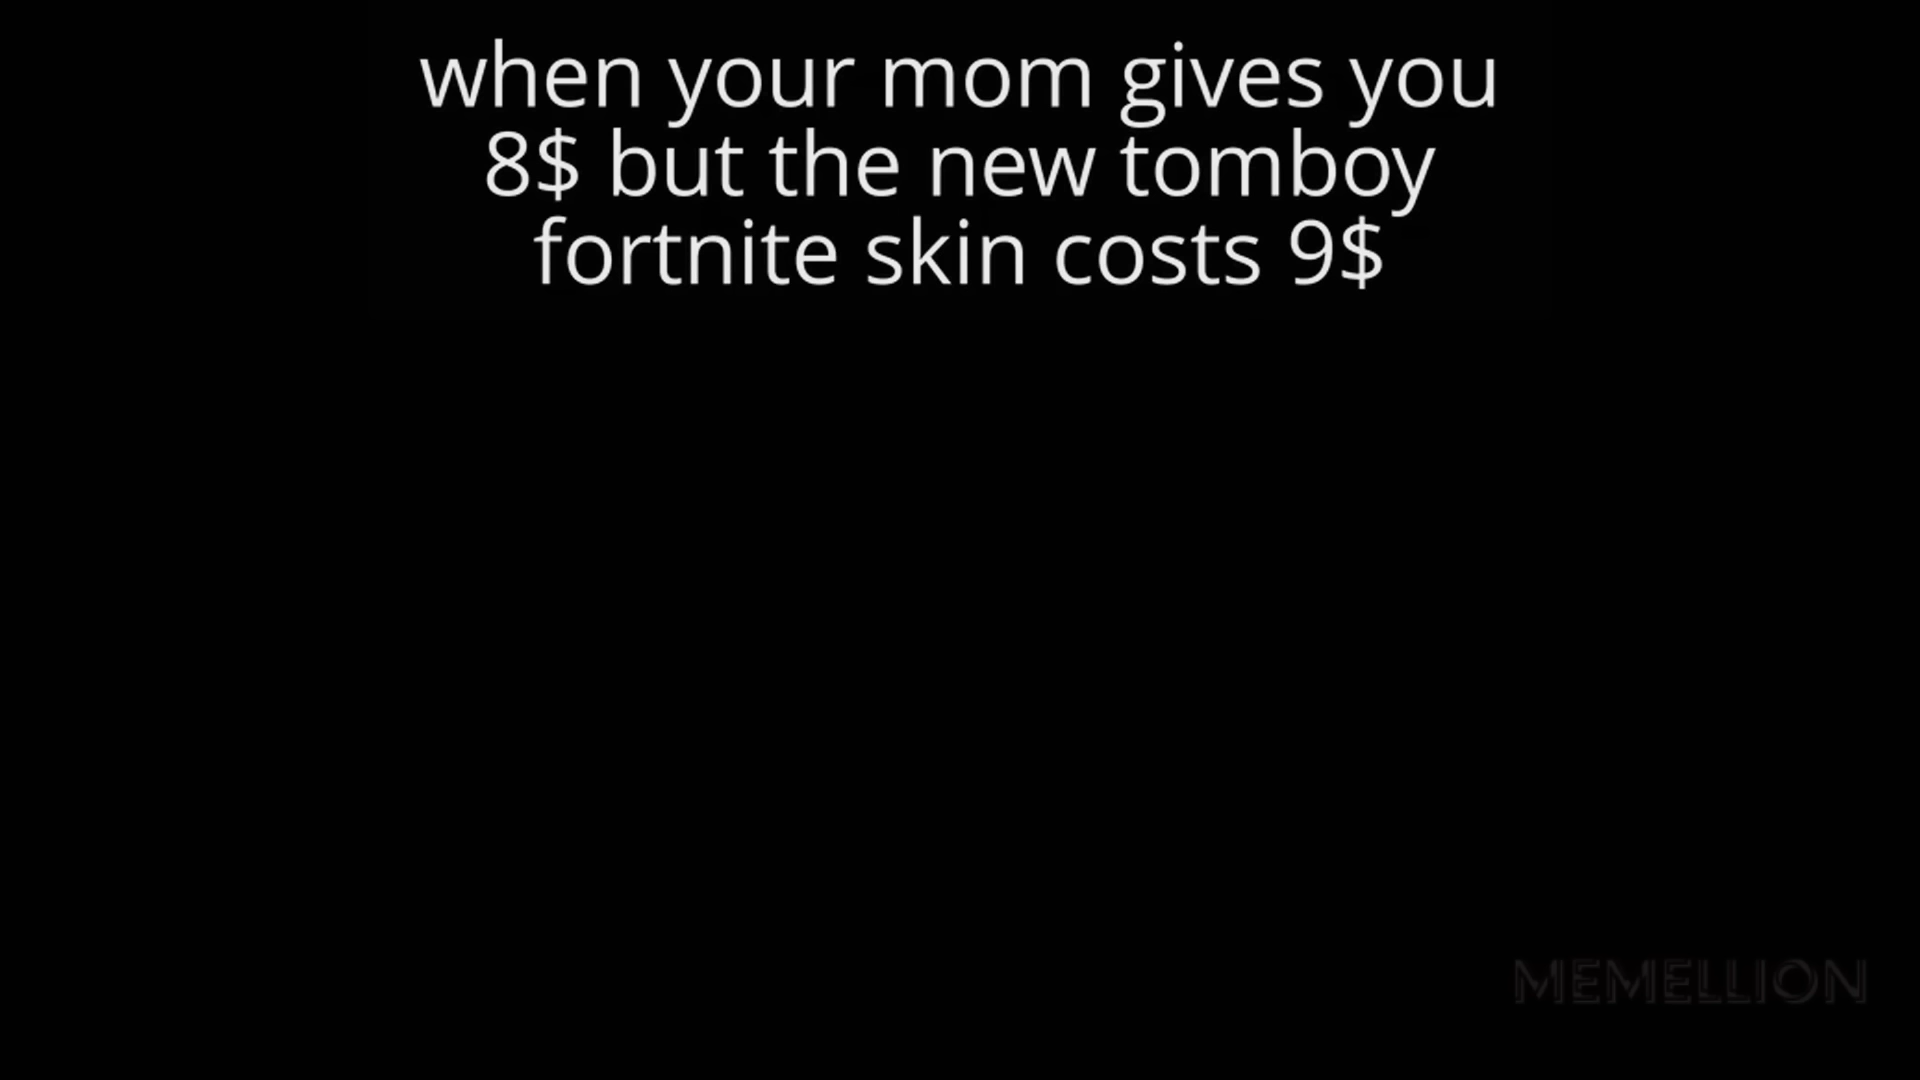 when your mom gives you
8$ but the new tomboy
fortnite skin costs 9$
MEMELLION